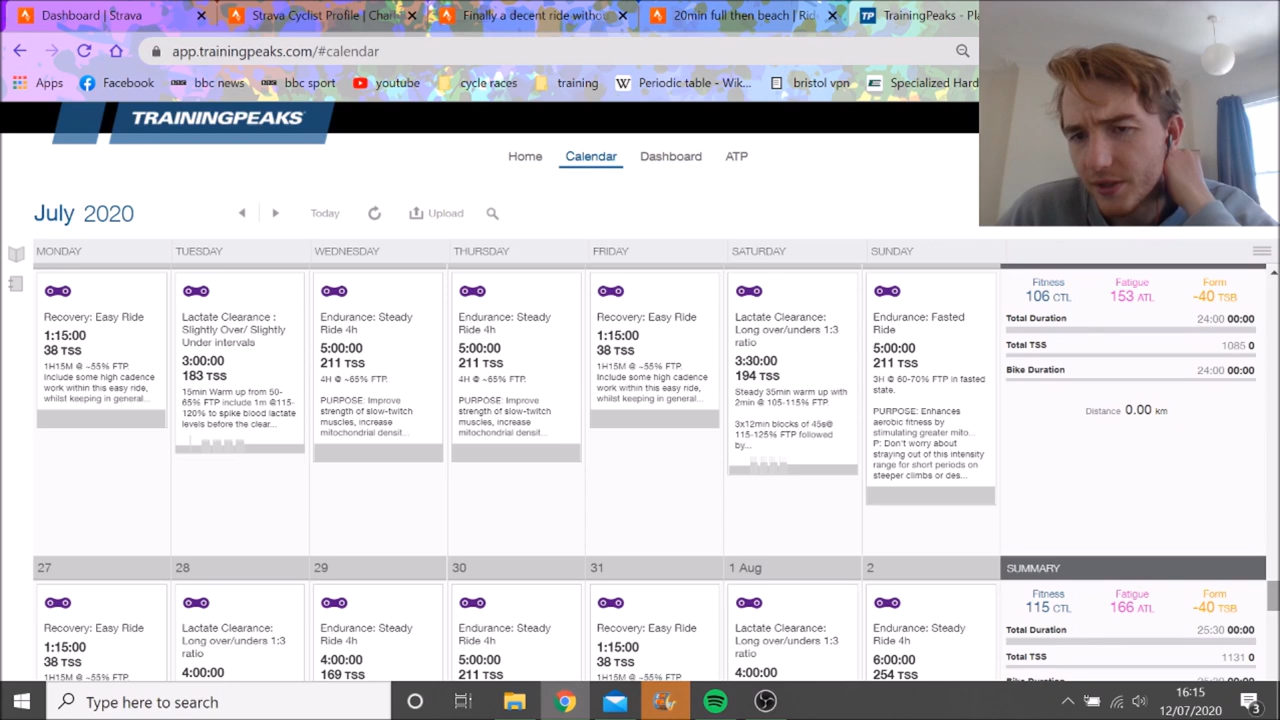 Dashboard | Strava
Strava Cyclist Profile | Chan
Finally a decent ride withou
20min full then beach | Rid
TrainingPeaks - Pla
app.trainingpeaks.com/#calendar
Apps
Facebook
bbc news
bbc sport
youtube
cycle races
training
Periodic table - Wik...
bristol vpn
Specialized Hard
TRAININGPEAKS
Home
Calendar
Dashboard
ATP
July 2020
Today
Upload
MONDAY
TUESDAY
WEDNESDAY
THURSDAY
FRIDAY
SATURDAY
SUNDAY
Recovery: Easy Ride
1:15:00
38 TSS
1H15M @ ~55% FTP.
Include some high cadence
work within this easy ride,
whilst keeping in general...
Lactate Clearance :
Slightly Over/ Slightly
Under intervals
3:00:00
183 TSS
15min Warm up from 50-
65% FTP include 1m @115-
120% to spike blood lactate
levels before the clear...
Endurance: Steady
Ride 4h
5:00:00
211 TSS
4H @ ~65% FTP.
PURPOSE: Improve
strength of slow-twitch
muscles, increase
mitochondrial densit...
Endurance: Steady
Ride 4h
5:00:00
211 TSS
4H @ ~65% FTP.
PURPOSE: Improve
strength of slow-twitch
muscles, increase
mitochondrial densit...
Recovery: Easy Ride
1:15:00
38 TSS
1H15M @ ~55% FTP.
Include some high cadence
work within this easy ride,
whilst keeping in general...
Lactate Clearance:
Long over/unders 1:3
ratio
3:30:00
194 TSS
Steady 35min warm up with
2min @ 105-115% FTP
3x12min blocks of 45s@
115-125% FTP followed
by...
Endurance: Fasted
Ride
5:00:00
211 TSS
3H @ 60-70% FTP in fasted
state.
PURPOSE: Enhances
aerobic fitness by
stimulating greater mito...
P: Don't worry about
straying out of this intensity
range for short periods on
steeper climbs or des...
Fitness
106 CTL
Fatigue
153 ATL
Form
-40 TSB
Total Duration 24:00 00:00
Total TSS 1085 0
Bike Duration 24:00 00:00
Distance 0.00 km
27
28
29
30
31
1 Aug
2
SUMMARY
Recovery: Easy Ride
1:15:00
38 TSS
1H15M @ ~55% FTP.
Lactate Clearance:
Long over/unders 1:3
ratio
4:00:00
Endurance: Steady
Ride 4h
4:00:00
169 TSS
Endurance: Steady
Ride 4h
5:00:00
211 TSS
Recovery: Easy Ride
1:15:00
38 TSS
1H15M @ ~55% FTP.
Lactate Clearance:
Long over/unders 1:3
ratio
4:00:00
Endurance: Steady
Ride 4h
6:00:00
254 TSS
Fitness
115 CTL
Fatigue
166 ATL
Form
-40 TSB
Total Duration 25:30 00:00
Total TSS 1131 0
Bike Duration 25:30 00:00
Type here to search
16:15
12/07/2020
3